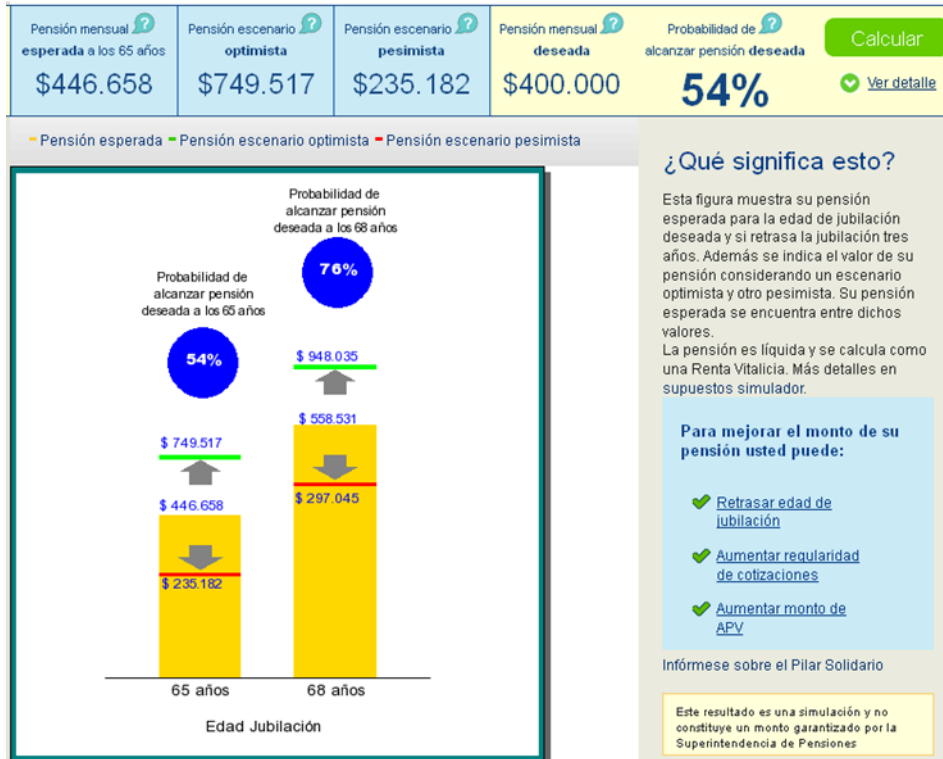 Pensión mensual ?
esperada a los 65 años
$446.658
Pensión escenario ?
optimista
$749.517
Pensión escenario ?
pesimista
$235.182
Pensión mensual ?
deseada
$400.000
Probabilidad de ?
alcanzar pensión deseada
54%
Calcular
Ver detalle
Pensión esperada Pensión escenario optimista Pensión escenario pesimista
Probabilidad de
alcanzar pensión
deseada a los 68 años
76%
Probabilidad de
alcanzar pensión
deseada a los 65 años
54%
$ 948.035
$ 558.531
$ 749.517
$ 297.045
$ 446.658
$ 235.182
65 años 68 años
Edad Jubilación
¿Qué significa esto?
Esta figura muestra su pensión
esperada para la edad de jubilación
deseada y si retrasa la jubilación tres
años. Además se indica el valor de su
pensión considerando un escenario
optimista y otro pesimista. Su pensión
esperada se encuentra entre dichos
valores.
La pensión es líquida y se calcula como
una Renta Vitalicia. Más detalles en
supuestos simulador.
Para mejorar el monto de su
pensión usted puede:
Retrasar edad de
jubilación
Aumentar regularidad
de cotizaciones
Aumentar monto de
APV
Infórmese sobre el Pilar Solidario
Este resultado es una simulación y no
constituye un monto garantizado por la
Superintendencia de Pensiones